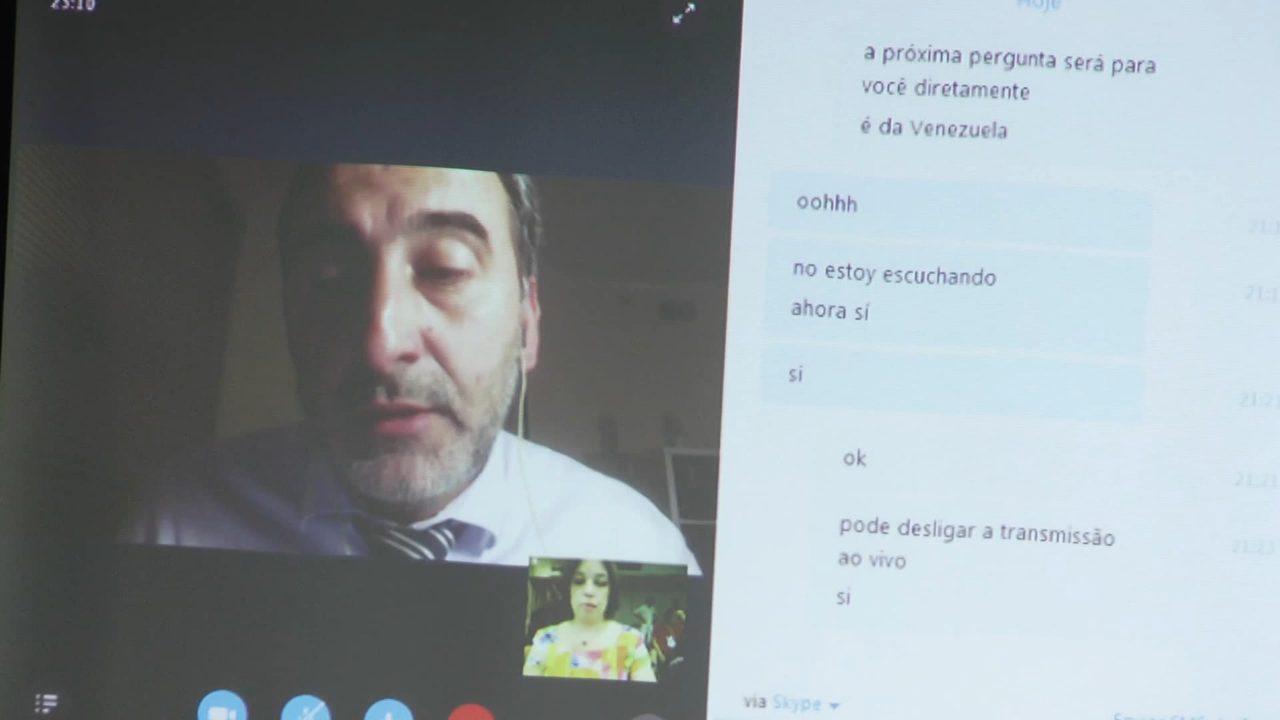 23:10
Hoje
a próxima pergunta será para
você diretamente
é da Venezuela
oohhh
no estoy escuchando
ahora sí
si
ok
pode desligar a transmissão
ao vivo
si
via Skype